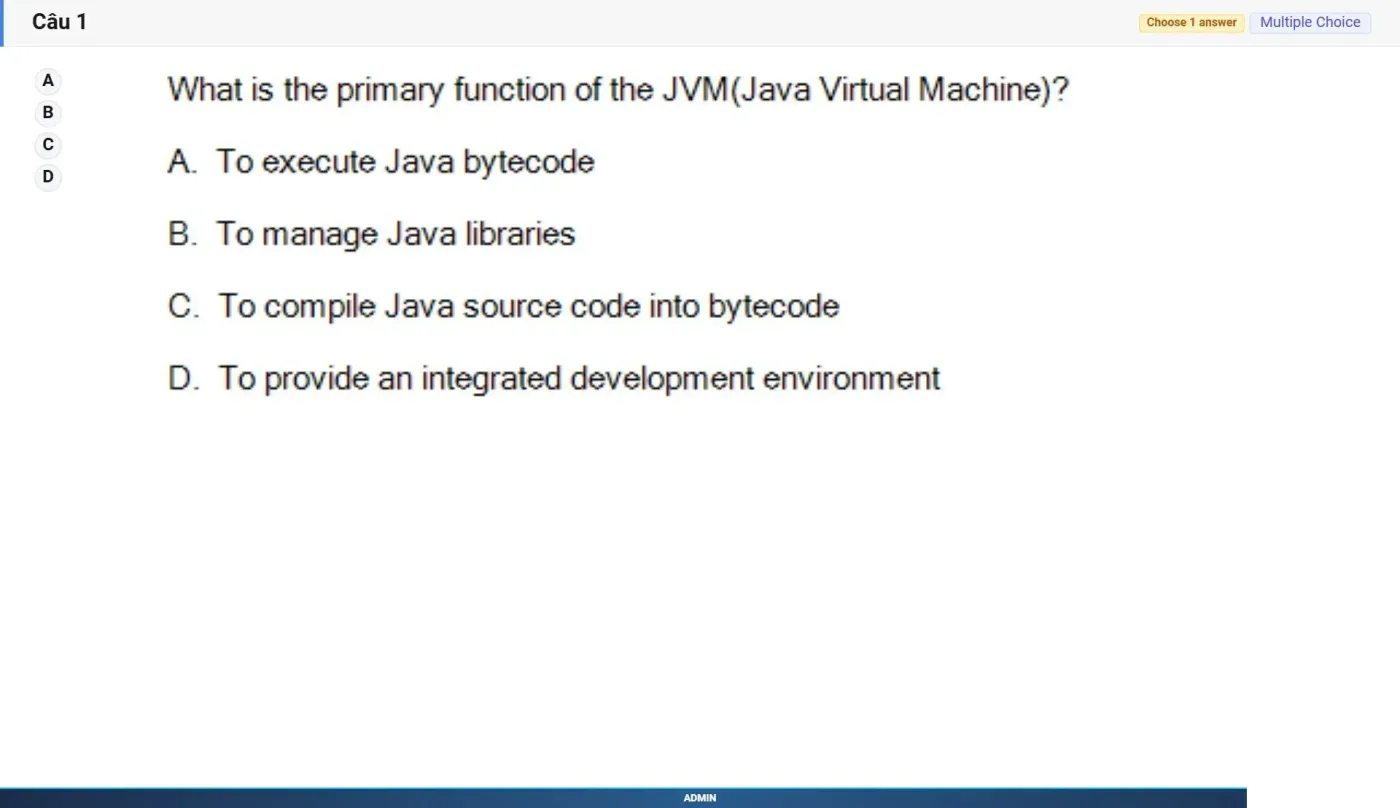 Câu 1
Choose 1 answer
Multiple Choice
A
B
C
D
What is the primary function of the JVM(Java Virtual Machine)?
A. To execute Java bytecode
B. To manage Java libraries
C. To compile Java source code into bytecode
D. To provide an integrated development environment
ADMIN